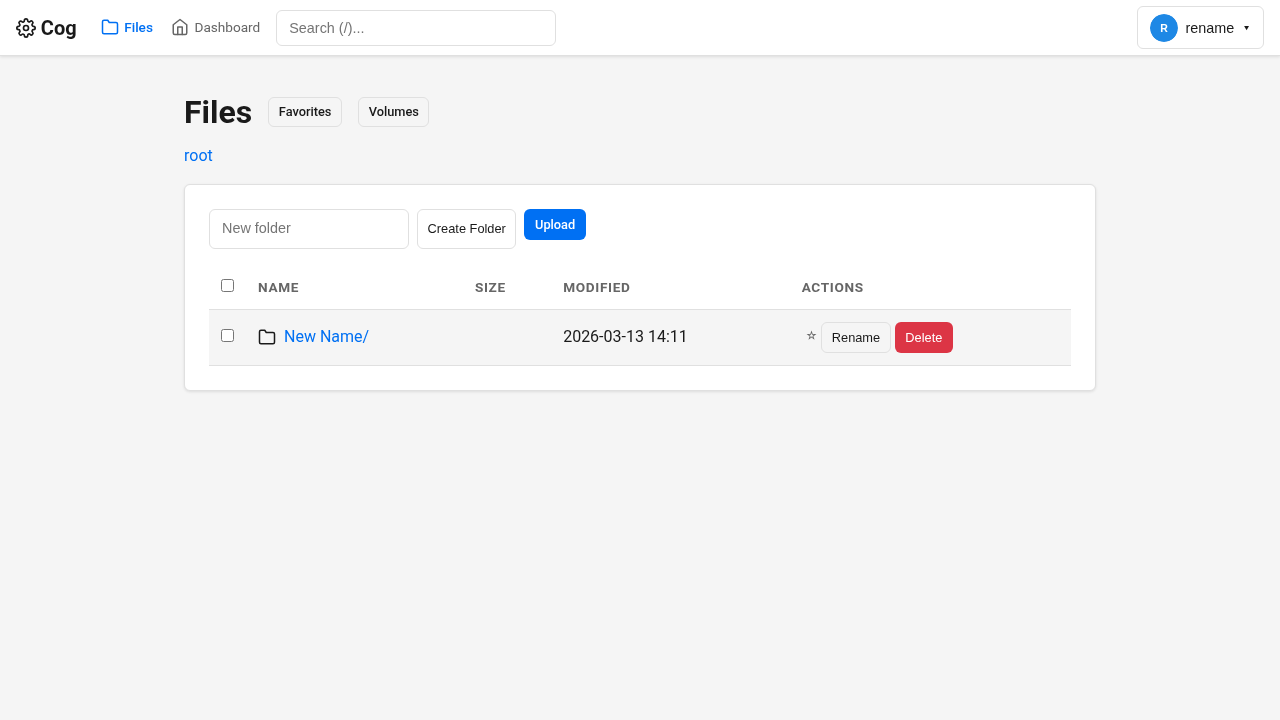 Cog Files Dashboard Search (/)... R rename ▾
Files Favorites Volumes
root
New folder Create Folder Upload
NAME SIZE MODIFIED ACTIONS
New Name/ 2026-03-13 14:11 ☆ Rename Delete